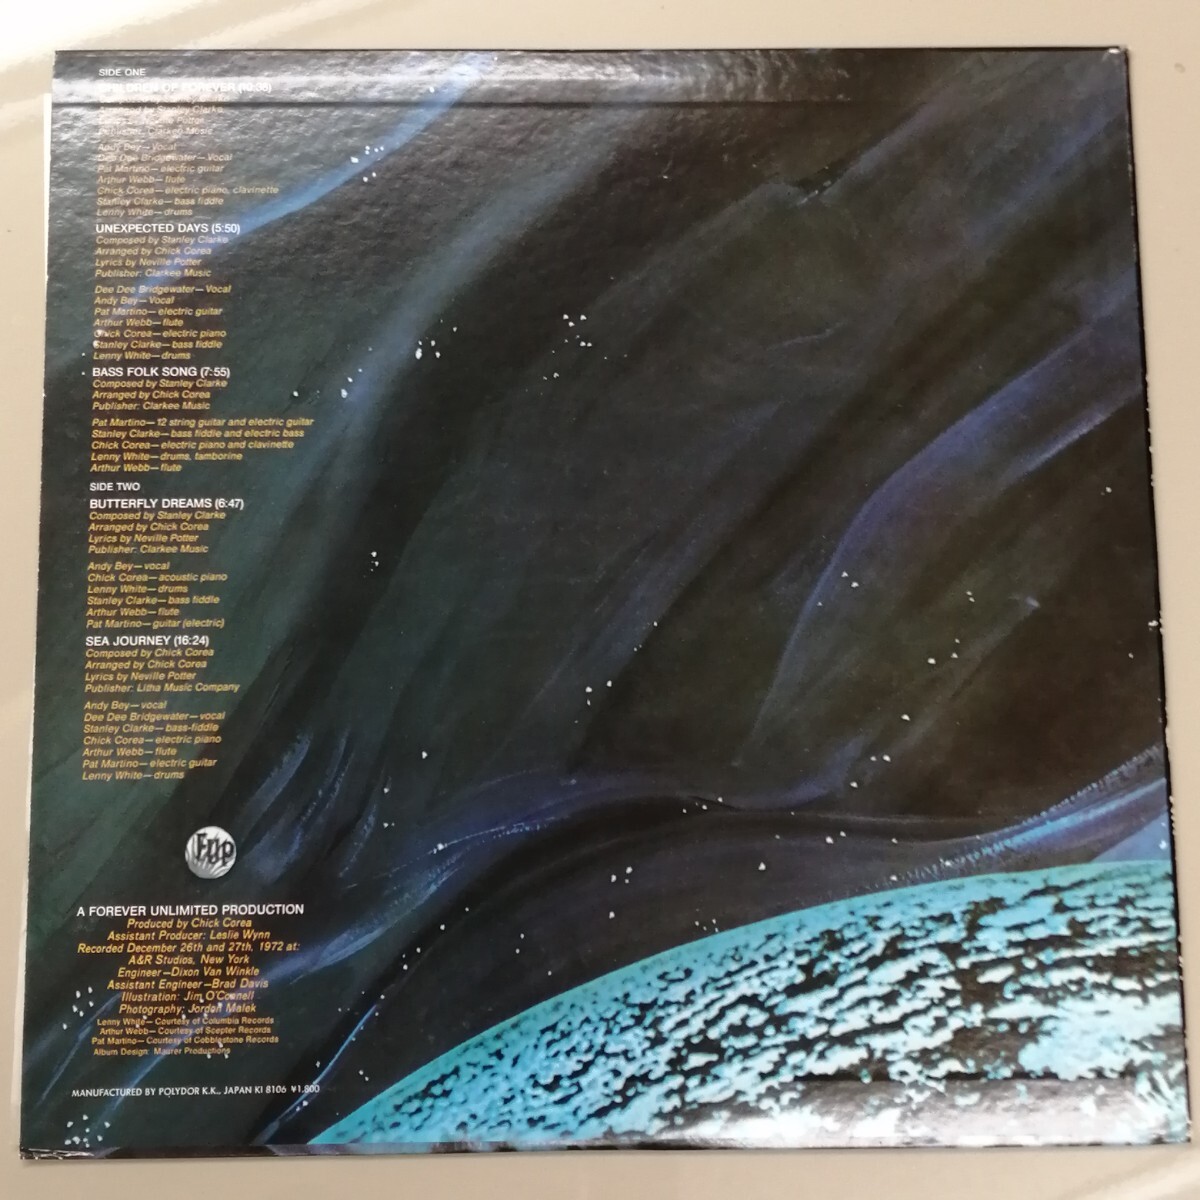 SIDE ONE
CHILDREN OF FOREVER (10:38)
Stanley Clarke
Publisher: Clarkee Music
Andy Bey—Vocal
Dee Dee Bridgewater—Vocal
Pat Martino—electric guitar
Arthur Webb—flute
Chick Corea—electric piano, clavinette
Stanley Clarke—bass fiddle
Lenny White—drums
UNEXPECTED DAYS (5:50)
Composed by Stanley Clarke
Arranged by Chick Corea
Lyrics by Neville Potter
Publisher: Clarkee Music
Dee Dee Bridgewater—Vocal
Andy Bey—Vocal
Pat Martino—electric guitar
Arthur Webb—flute
Chick Corea—electric piano
Stanley Clarke—bass fiddle
Lenny White—drums
BASS FOLK SONG (7:55)
Composed by Stanley Clarke
Arranged by Chick Corea
Publisher: Clarkee Music
Pat Martino—12 string guitar and electric guitar
Stanley Clarke—bass fiddle and electric bass
Chick Corea—electric piano and clavinette
Lenny White—drums, tamborine
Arthur Webb—flute
SIDE TWO
BUTTERFLY DREAMS (6:47)
Composed by Stanley Clarke
Arranged by Chick Corea
Lyrics by Neville Potter
Publisher: Clarkee Music
Andy Bey—vocal
Chick Corea—acoustic piano
Lenny White—drums
Stanley Clarke—bass fiddle
Arthur Webb—flute
Pat Martino—guitar (electric)
SEA JOURNEY (16:24)
Composed by Chick Corea
Arranged by Chick Corea
Lyrics by Neville Potter
Publisher: Litha Music Company
Andy Bey—vocal
Dee Dee Bridgewater—vocal
Stanley Clarke—bass-fiddle
Chick Corea—electric piano
Arthur Webb—flute
Pat Martino—electric guitar
Lenny White—drums
Fup
A FOREVER UNLIMITED PRODUCTION
Produced by Chick Corea
Assistant Producer: Leslie Wynn
Recorded December 26th and 27th, 1972 at:
A&R Studios, New York
Engineer—Dixon Van Winkle
Assistant Engineer—Brad Davis
Illustration: Jim O'Connell
Photography: Jordan Matek
Lenny White— Courtesy of Columbia Records
Arthur Webb— Courtesy of Scepter Records
Pat Martino— Courtesy of Cobblestone Records
Album Design: Maurer Productions
MANUFACTURED BY POLYDOR K.K., JAPAN KI 8106 ¥1,800